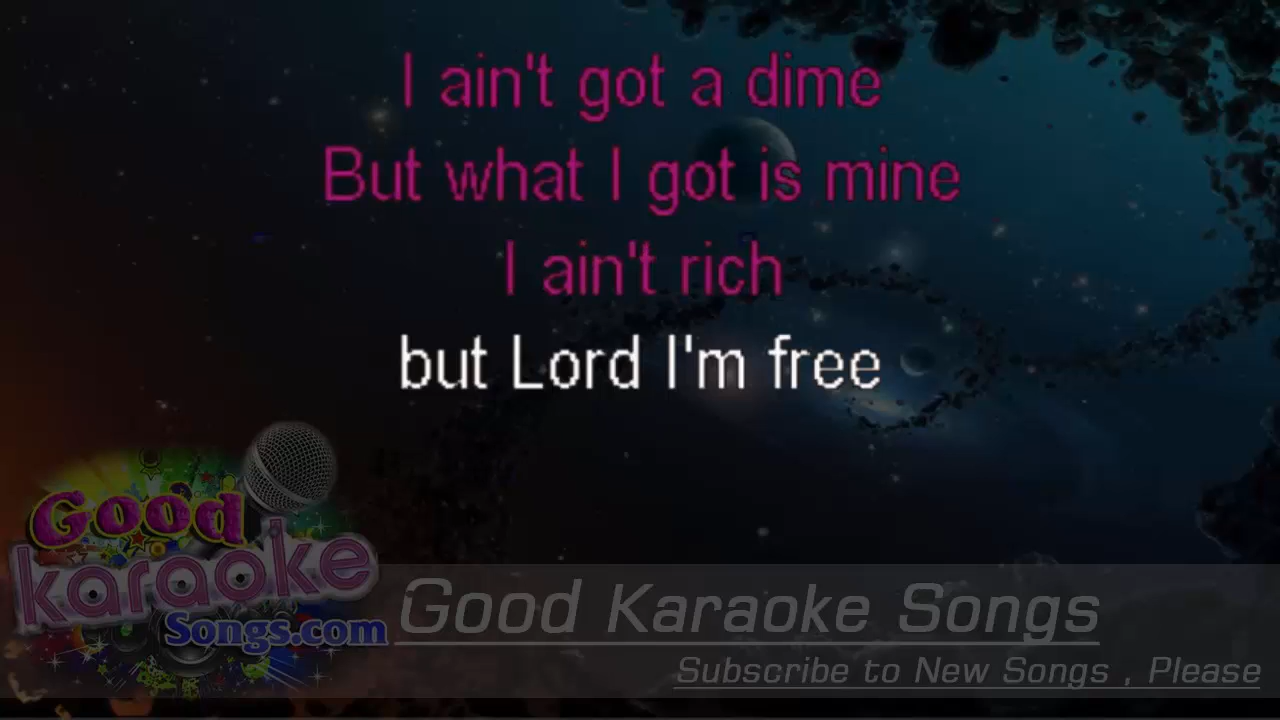 I ain't got a dime
But what I got is mine
I ain't rich
but Lord I'm free
Good
karaoke
Songs.com
Good Karaoke Songs
Subscribe to New Songs , Please